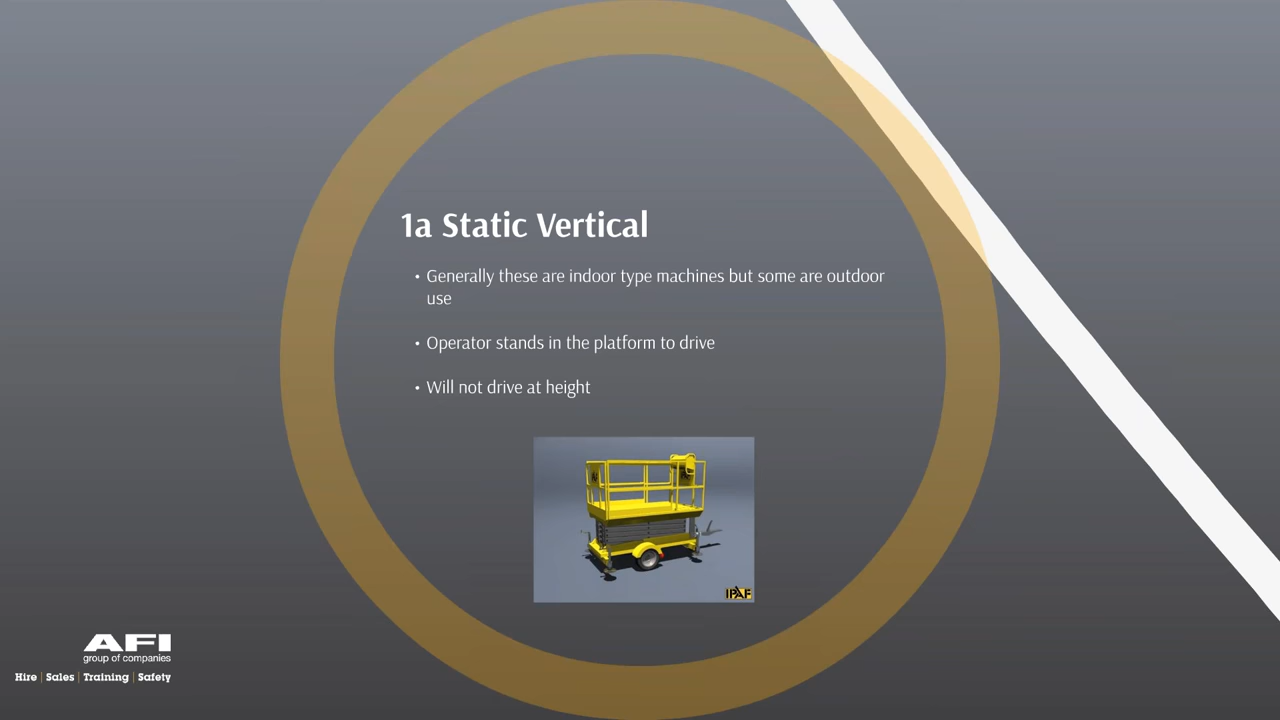 1a Static Vertical
• Generally these are indoor type machines but some are outdoor
use
• Operator stands in the platform to drive
• Will not drive at height
IPAF
AFI
group of companies
Hire | Sales | Training | Safety